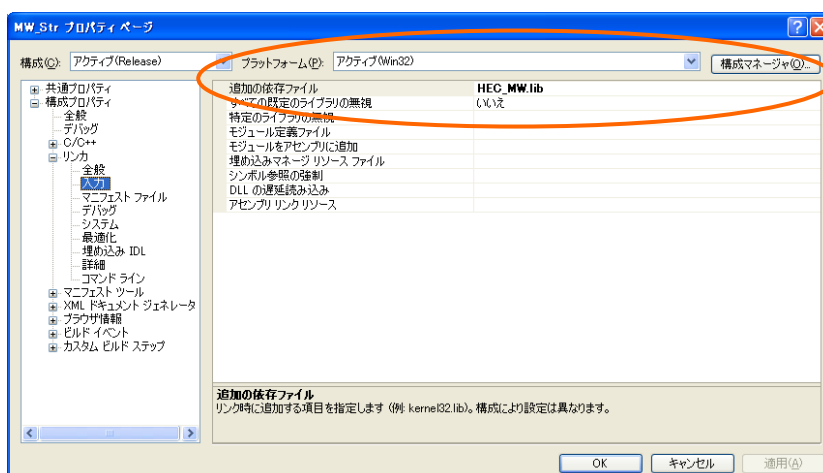 MW_Str プロパティ ページ
構成(C): アクティブ(Release) プラットフォーム(P): アクティブ(Win32) 構成マネージャ(O)...
共通プロパティ
構成プロパティ
全般
デバッグ
C/C++
リンカ
全般
入力
マニフェスト ファイル
デバッグ
システム
最適化
埋め込み IDL
詳細
コマンド ライン
マニフェスト ツール
XML ドキュメント ジェネレータ
ブラウザ情報
ビルド イベント
カスタム ビルド ステップ
追加の依存ファイル HEC_MW.lib
すべての既定のライブラリの無視 いいえ
特定のライブラリの無視
モジュール定義ファイル
モジュールをアセンブリに追加
埋め込みマネージ リソース ファイル
シンボル参照の強制
DLL の遅延読み込み
アセンブリ リンク リソース
追加の依存ファイル
リンク時に追加する項目を指定します (例: kernel32.lib)。構成により設定は異なります。
OK キャンセル 適用(A)